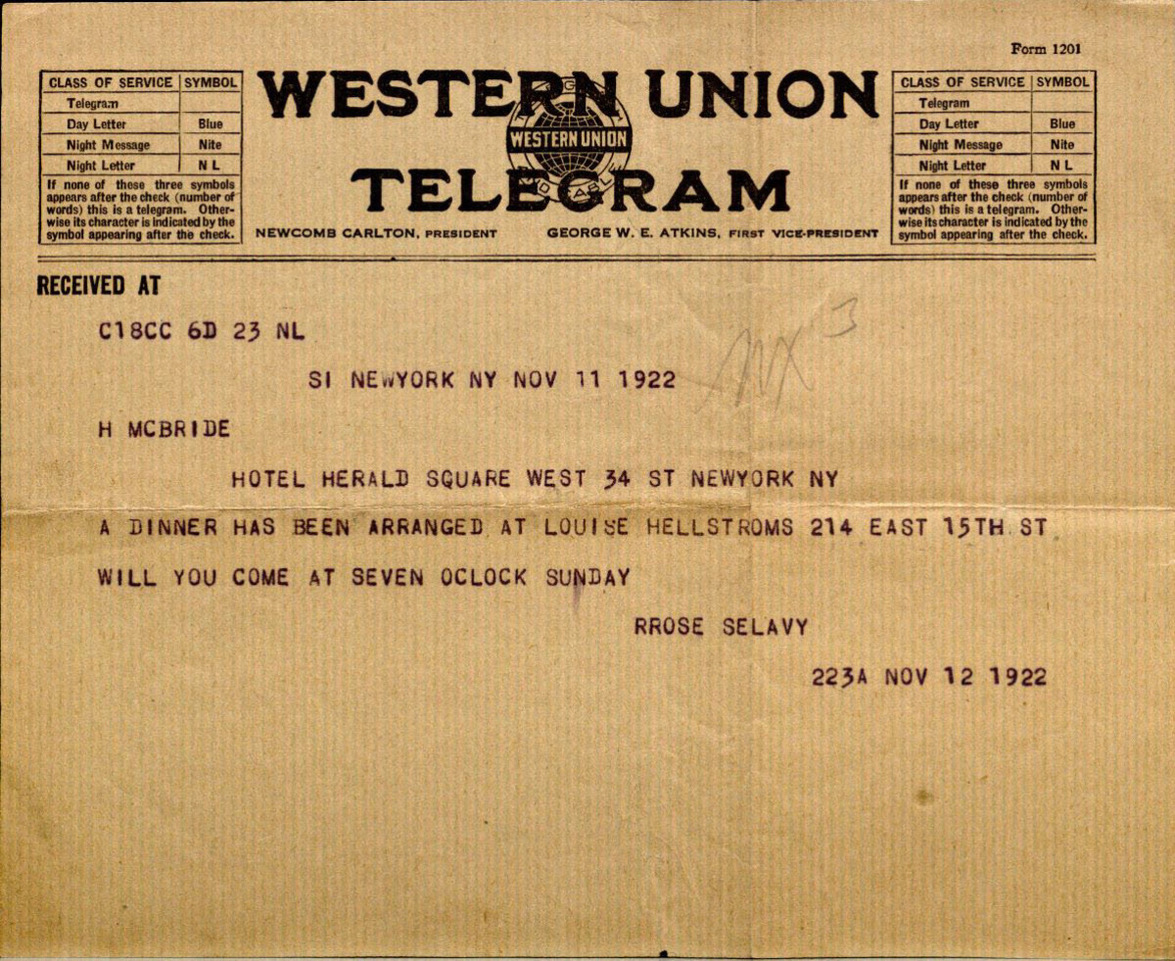 Form 1201
CLASS OF SERVICE SYMBOL
Telegram
Day Letter Blue
Night Message Nite
Night Letter N L
If none of these three symbols
appears after the check (number of
words) this is a telegram. Other-
wise its character is indicated by the
symbol appearing after the check.
WESTERN UNION
WESTERN UNION
TELEGRAM
NEWCOMB CARLTON, PRESIDENT GEORGE W. E. ATKINS, FIRST VICE-PRESIDENT
CLASS OF SERVICE SYMBOL
Telegram
Day Letter Blue
Night Message Nite
Night Letter N L
If none of these three symbols
appears after the check (number of
words) this is a telegram. Other-
wise its character is indicated by the
symbol appearing after the check.
RECEIVED AT
C18CC 6D 23 NL
3
SI NEWYORK NY NOV 11 1922
H MCBRIDE
HOTEL HERALD SQUARE WEST 34 ST NEWYORK NY
A DINNER HAS BEEN ARRANGED AT LOUISE HELLSTROMS 214 EAST 15TH ST
WILL YOU COME AT SEVEN OCLOCK SUNDAY
RROSE SELAVY
223A NOV 12 1922